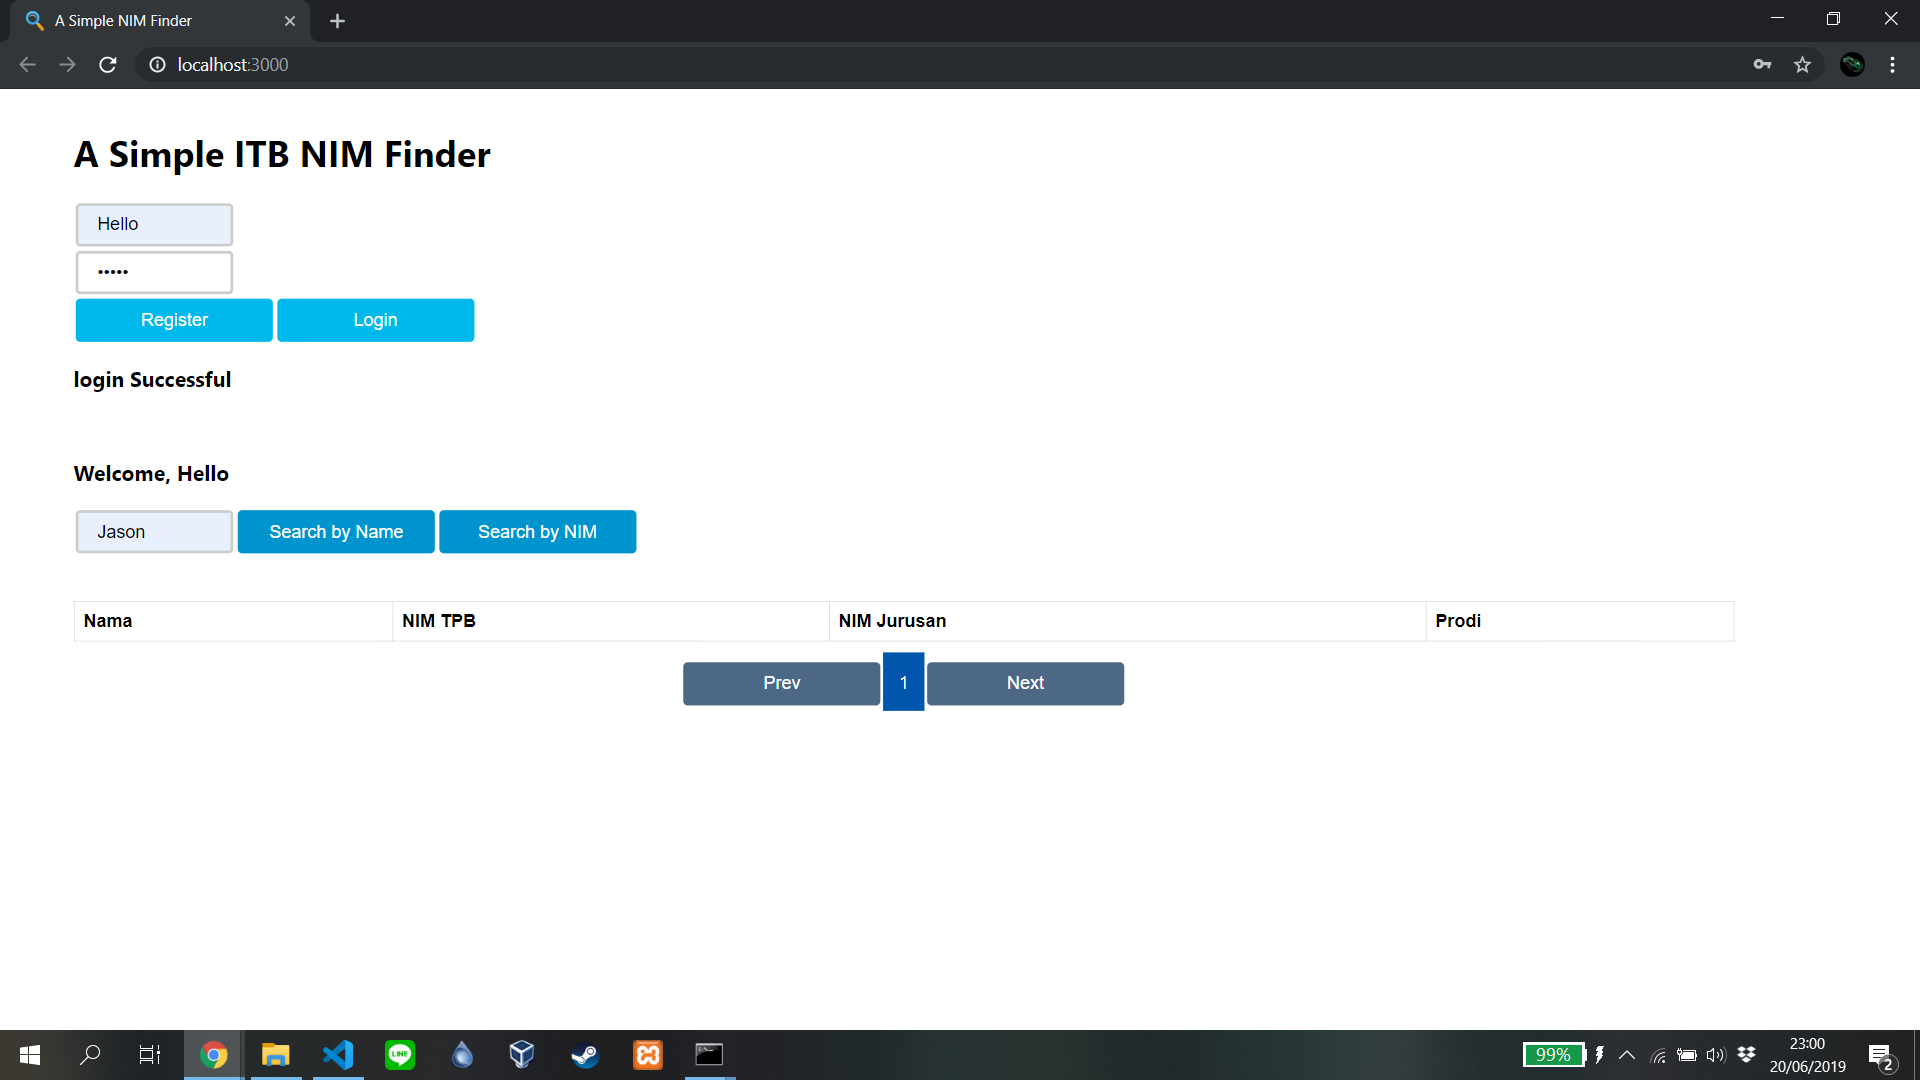 A Simple NIM Finder
localhost:3000
A Simple ITB NIM Finder
Hello
•••••
Register Login
login Successful
Welcome, Hello
Jason Search by Name Search by NIM
Nama NIM TPB NIM Jurusan Prodi
Prev 1 Next
LINE
99%
23:00
20/06/2019
2